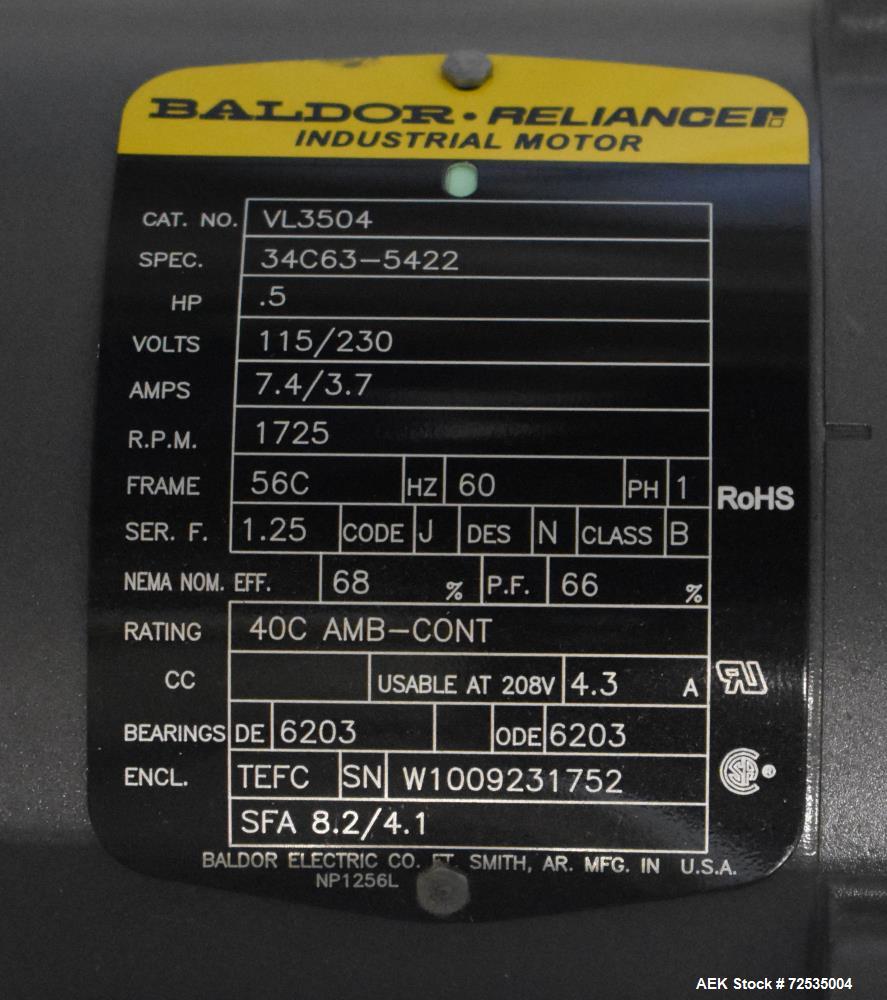 BALDOR • RELIANCER
INDUSTRIAL MOTOR
CAT. NO. VL3504
SPEC. 34C63-5422
HP .5
VOLTS 115/230
AMPS 7.4/3.7
R.P.M. 1725
FRAME 56C HZ 60 PH 1
RoHS
SER. F. 1.25 CODE J DES N CLASS B
NEMA NOM. EFF. 68 % P.F. 66 %
RATING 40C AMB-CONT
CC USABLE AT 208V 4.3 A
BEARINGS DE 6203 ODE 6203
ENCL. TEFC SN W1009231752
SA ®
SFA 8.2/4.1
BALDOR ELECTRIC CO. FT. SMITH, AR. MFG. IN U.S.A.
NP1256L
AEK Stock # 72535004